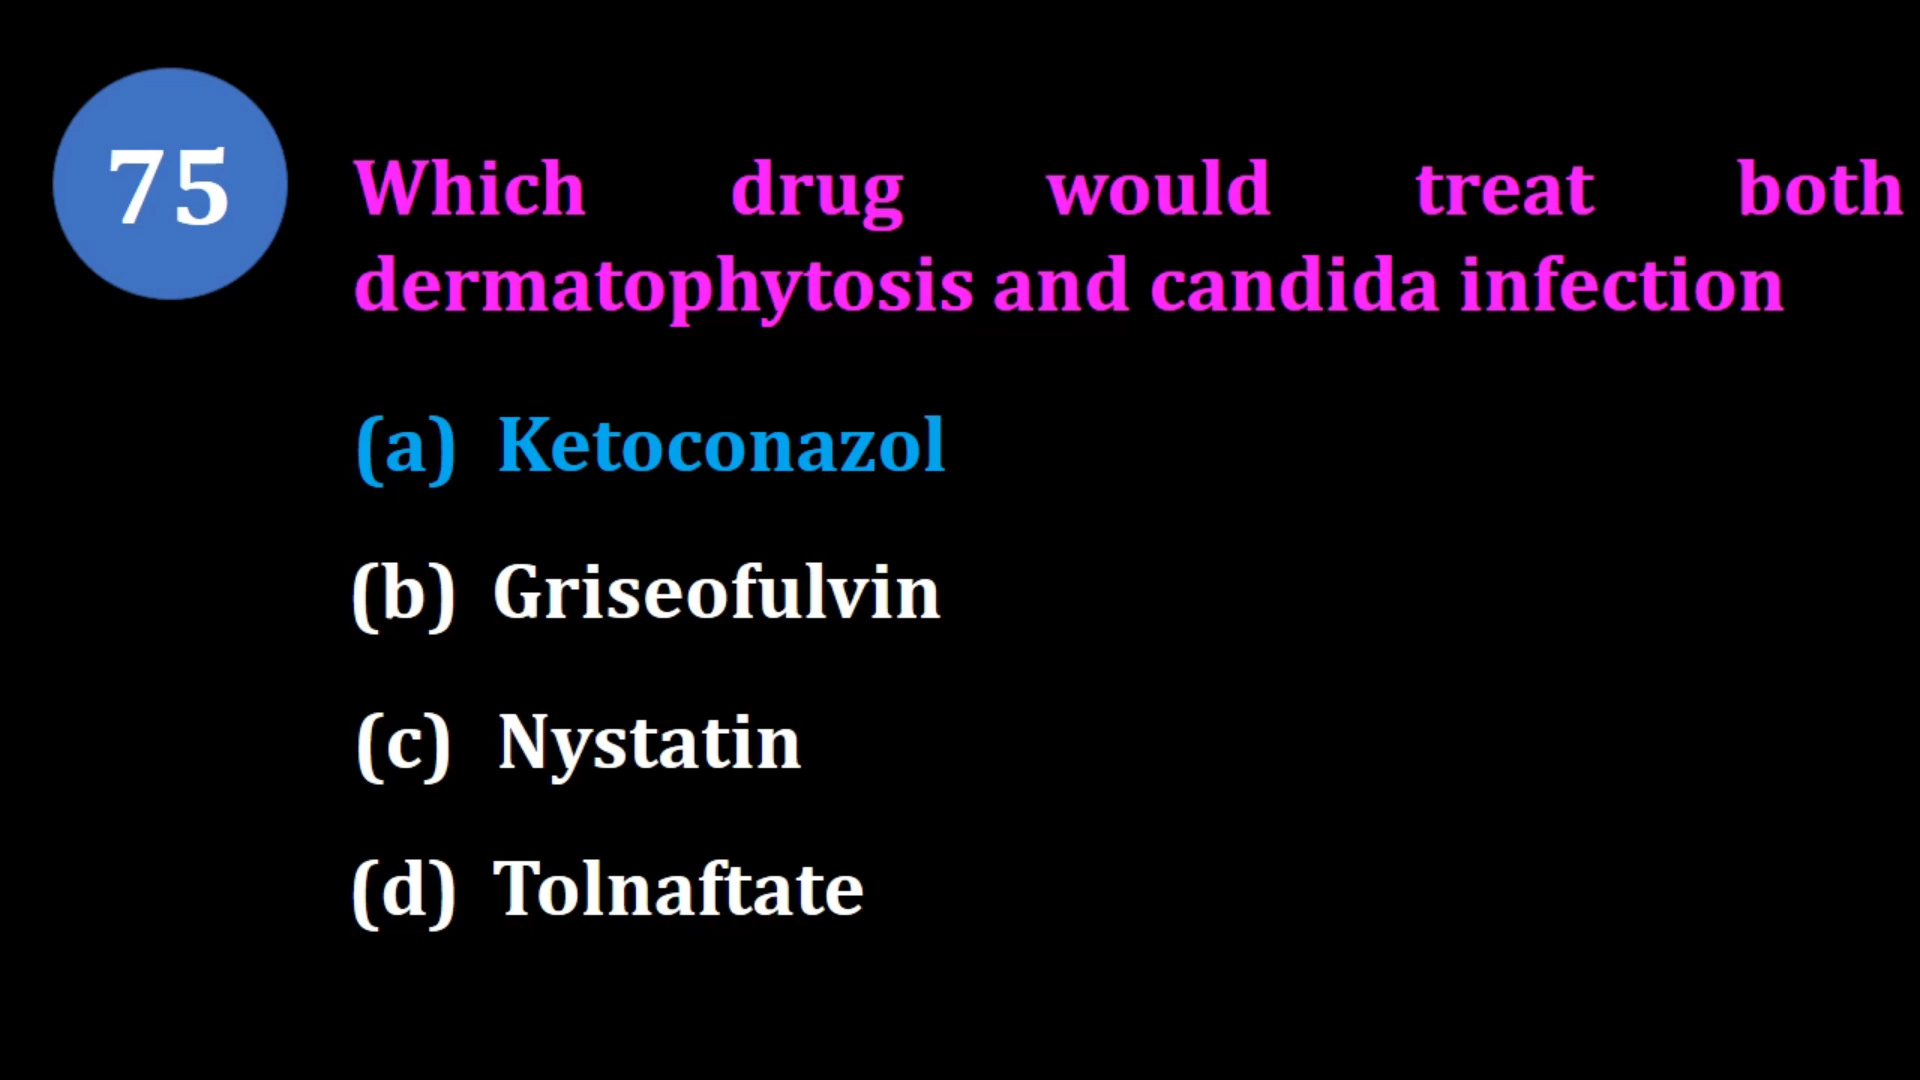 75
Which drug would treat both
dermatophytosis and candida infection
(a) Ketoconazol
(b) Griseofulvin
(c) Nystatin
(d) Tolnaftate